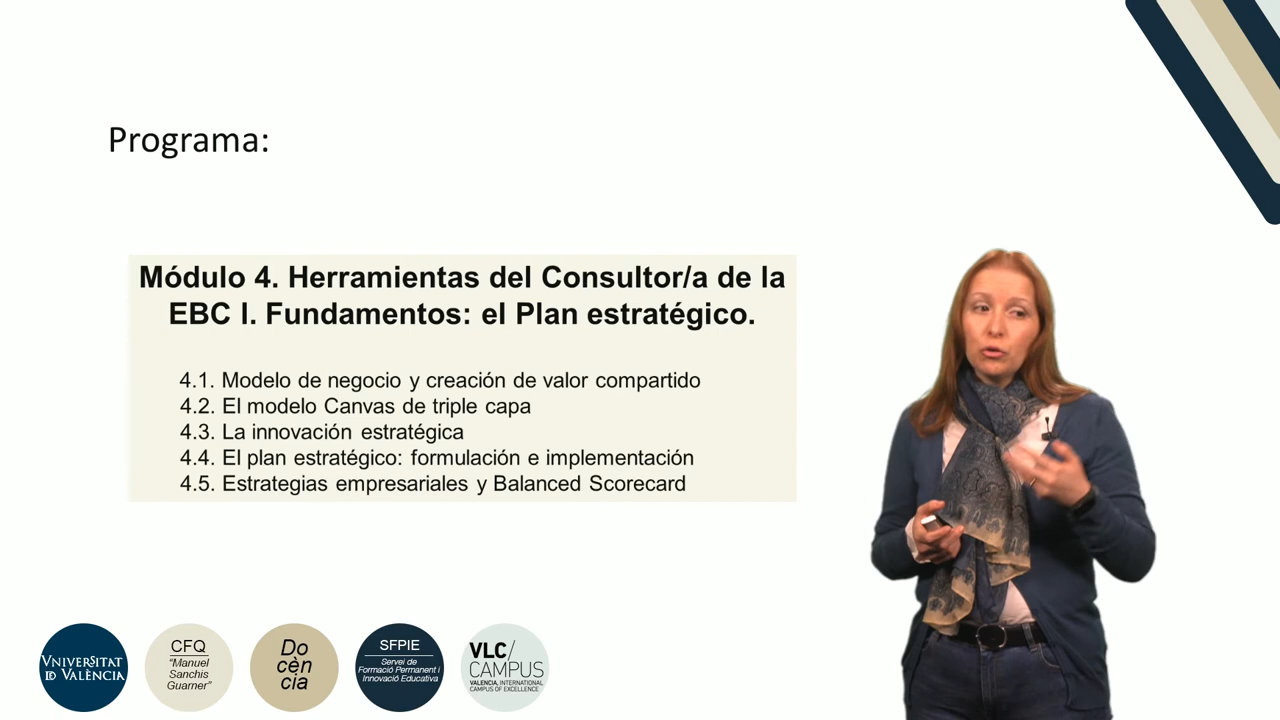 Programa:
Módulo 4. Herramientas del Consultor/a de la
EBC I. Fundamentos: el Plan estratégico.
4.1. Modelo de negocio y creación de valor compartido
4.2. El modelo Canvas de triple capa
4.3. La innovación estratégica
4.4. El plan estratégico: formulación e implementación
4.5. Estrategias empresariales y Balanced Scorecard
VNIVERSITAT
ID VALÈNCIA
CFQ
"Manuel
Sanchis
Guarner"
Do
cèn
cia
SFPIE
Servei de
Formació Permanent i
Innovació Educativa
VLC/
CAMPUS
VALENCIA, INTERNATIONAL
CAMPUS OF EXCELLENCE